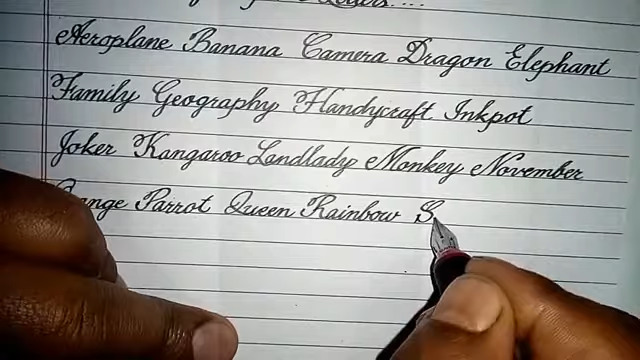 Aeroplane Banana Camera Dragon Elephant
Family Geography Handycraft Inkpot
Joker Kangaroo Landlady Monkey November
Parrot Queen Rainbow S